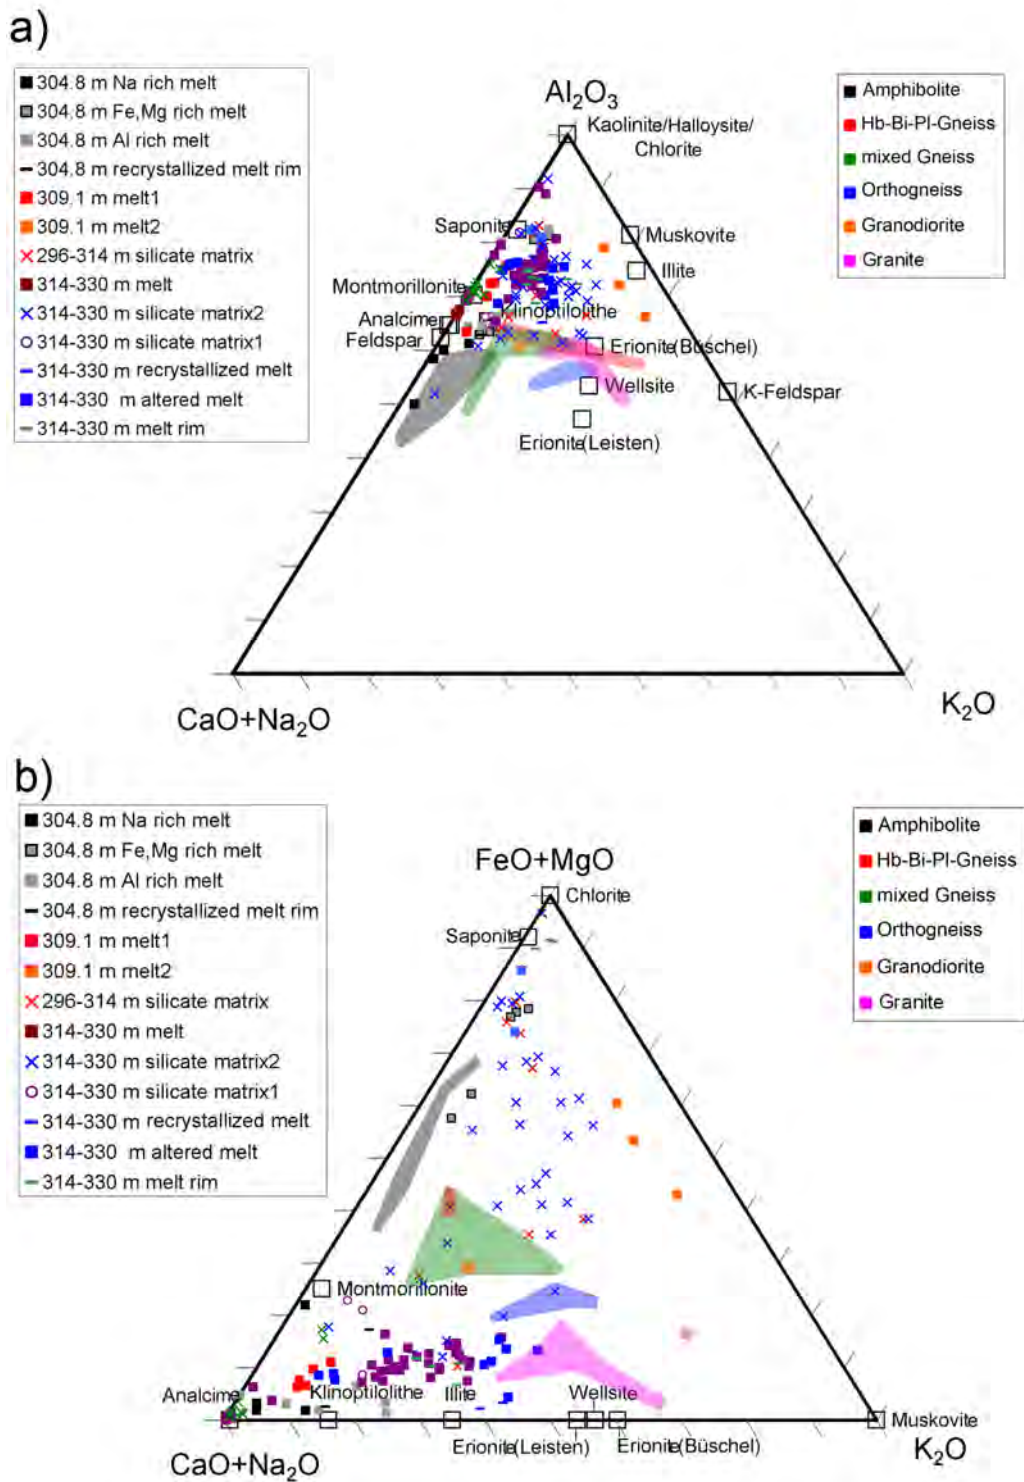 a)
304.8 m Na rich melt
304.8 m Fe,Mg rich melt
304.8 m Al rich melt
304.8 m recrystallized melt rim
309.1 m melt1
309.1 m melt2
296-314 m silicate matrix
314-330 m melt
314-330 m silicate matrix2
314-330 m silicate matrix1
314-330 m recrystallized melt
314-330 m altered melt
314-330 m melt rim
Al2O3
Kaolinite/Halloysite/
Chlorite
Amphibolite
Hb-Bi-Pl-Gneiss
mixed Gneiss
Orthogneiss
Granodiorite
Granite
Saponite
Muskovite
Illite
Montmorillonite
Klinoptilolithe
Analcime
Feldspar
Erionite(Büschel)
Wellsite
K-Feldspar
Erionite(Leisten)
CaO+Na2O
K2O
b)
304.8 m Na rich melt
304.8 m Fe,Mg rich melt
304.8 m Al rich melt
304.8 m recrystallized melt rim
309.1 m melt1
309.1 m melt2
296-314 m silicate matrix
314-330 m melt
314-330 m silicate matrix2
314-330 m silicate matrix1
314-330 m recrystallized melt
314-330 m altered melt
314-330 m melt rim
FeO+MgO
Chlorite
Amphibolite
Hb-Bi-Pl-Gneiss
mixed Gneiss
Orthogneiss
Granodiorite
Granite
Saponite
Montmorillonite
Analcime
Klinoptilolithe
Illite
Wellsite
Muskovite
Erionite(Leisten)
Erionite(Büschel)
CaO+Na2O
K2O